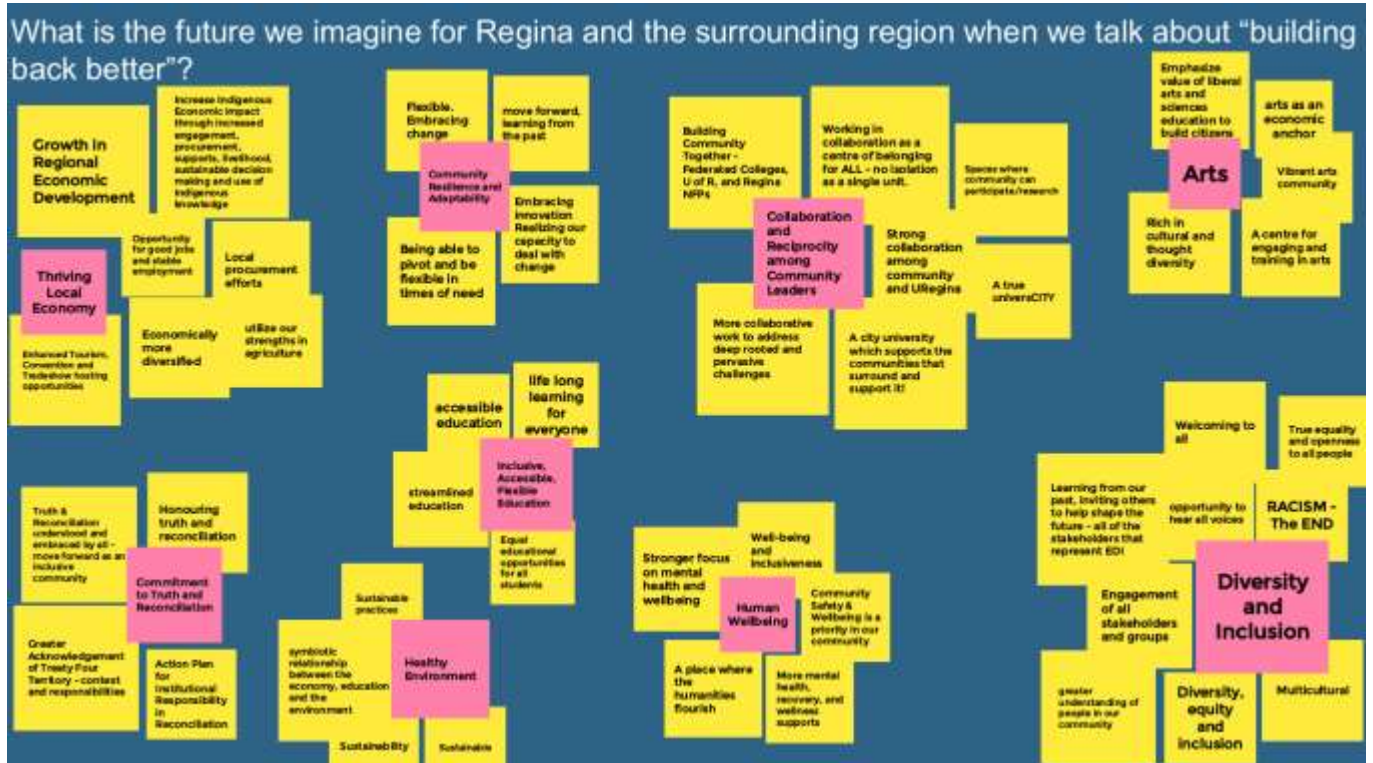 What is the future we imagine for Regina and the surrounding region when we talk about “building
back better”?
Growth in
Regional
Economic
Development
Increase Indigenous
Economic Impact
through increased
engagement,
procurement,
supports, livelihood,
sustainable decision
making and use of
Indigenous
knowledge
Opportunity
for good jobs
and stable
employment
Local
procurement
efforts
Thriving
Local
Economy
Enhanced Tourism,
Convention and
Tradeshow hosting
opportunities
Economically
more
diversified
utilize our
strengths in
agriculture
Flexible.
Embracing
change
move forward,
learning from
the past
Community
Resilience and
Adaptability
Being able to
pivot and be
flexible in
times of need
Embracing
innovation
Realizing our
capacity to
deal with
change
Building
Community
Together -
Federated Colleges,
U of R, and Regina
NFPs
Working in
collaboration as a
centre of belonging
for ALL - no isolation
as a single unit.
Spaces where
community can
participate/research
Collaboration
and
Reciprocity
among
Community
Leaders
Strong
collaboration
among
community
and URegina
A true
universCITY
More collaborative
work to address
deep rooted and
pervasive
challenges
A city university
which supports the
communities that
surround and
support it!
Emphasize
value of liberal
arts and
sciences
education to
build citizens
arts as an
economic
anchor
Arts
Vibrant arts
community
Rich in
cultural and
thought
diversity
A centre for
engaging and
training in arts
accessible
education
life long
learning
for
everyone
streamlined
education
Inclusive,
Accessible,
Flexible
Education
Equal
educational
opportunities
for all
students
Truth &
Reconciliation
understood and
embraced by all -
move forward as an
inclusive
community
Honouring
truth and
reconciliation
Commitment
to Truth and
Reconciliation
Greater
Acknowledgement
of Treaty Four
Territory - context
and responsibilities
Action Plan
for
Institutional
Responsibility
in
Reconciliation
Sustainable
practices
symbiotic
relationship
between the
economy, education
and the
environment
Healthy
Environment
Sustainability
Sustainable
Stronger focus
on mental
health and
wellbeing
Well-being
and
inclusiveness
Human
Wellbeing
Community
Safety &
Wellbeing is a
priority in our
community
A place where
the
humanities
flourish
More mental
health,
recovery, and
wellness
supports
Welcoming to
all
True equality
and openness
to all people
Learning from our
past, inviting others
to help shape the
future - all of the
stakeholders that
represent EDI
opportunity to
hear all voices
RACISM -
The END
Engagement
of all
stakeholders
and groups
Diversity
and
Inclusion
greater
understanding of
people in our
community
Diversity,
equity
and
inclusion
Multicultural